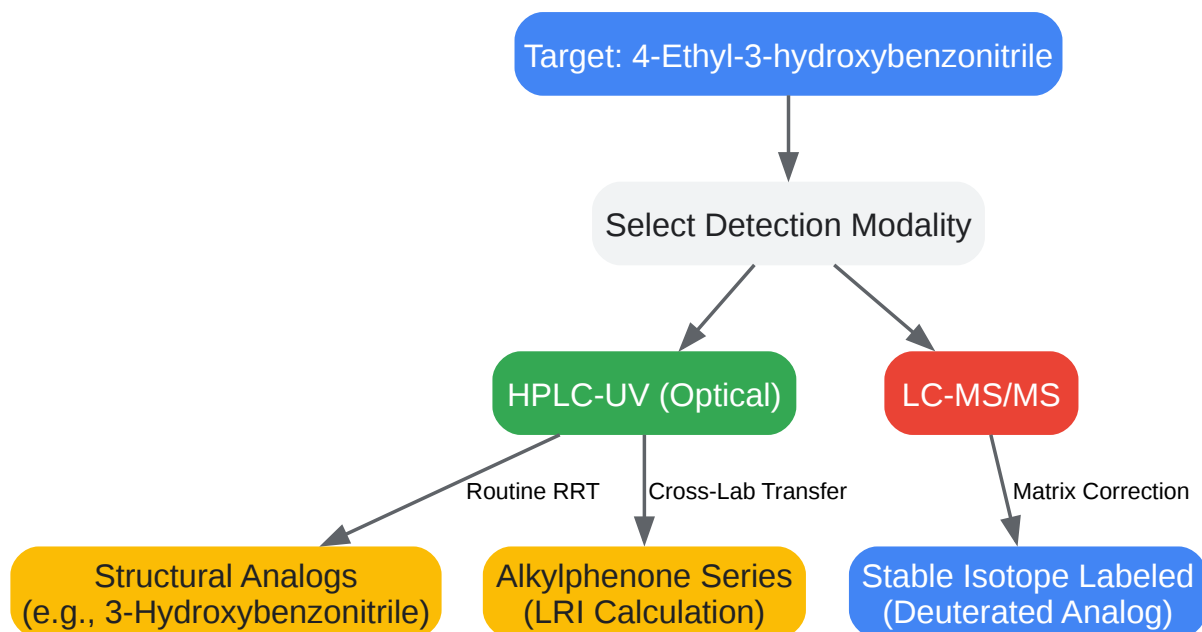 Target: 4-Ethyl-3-hydroxybenzonitrile
Select Detection Modality
HPLC-UV (Optical)
LC-MS/MS
Routine RRT
Cross-Lab Transfer
Matrix Correction
Structural Analogs
(e.g., 3-Hydroxybenzonitrile)
Alkylphenone Series
(LRI Calculation)
Stable Isotope Labeled
(Deuterated Analog)